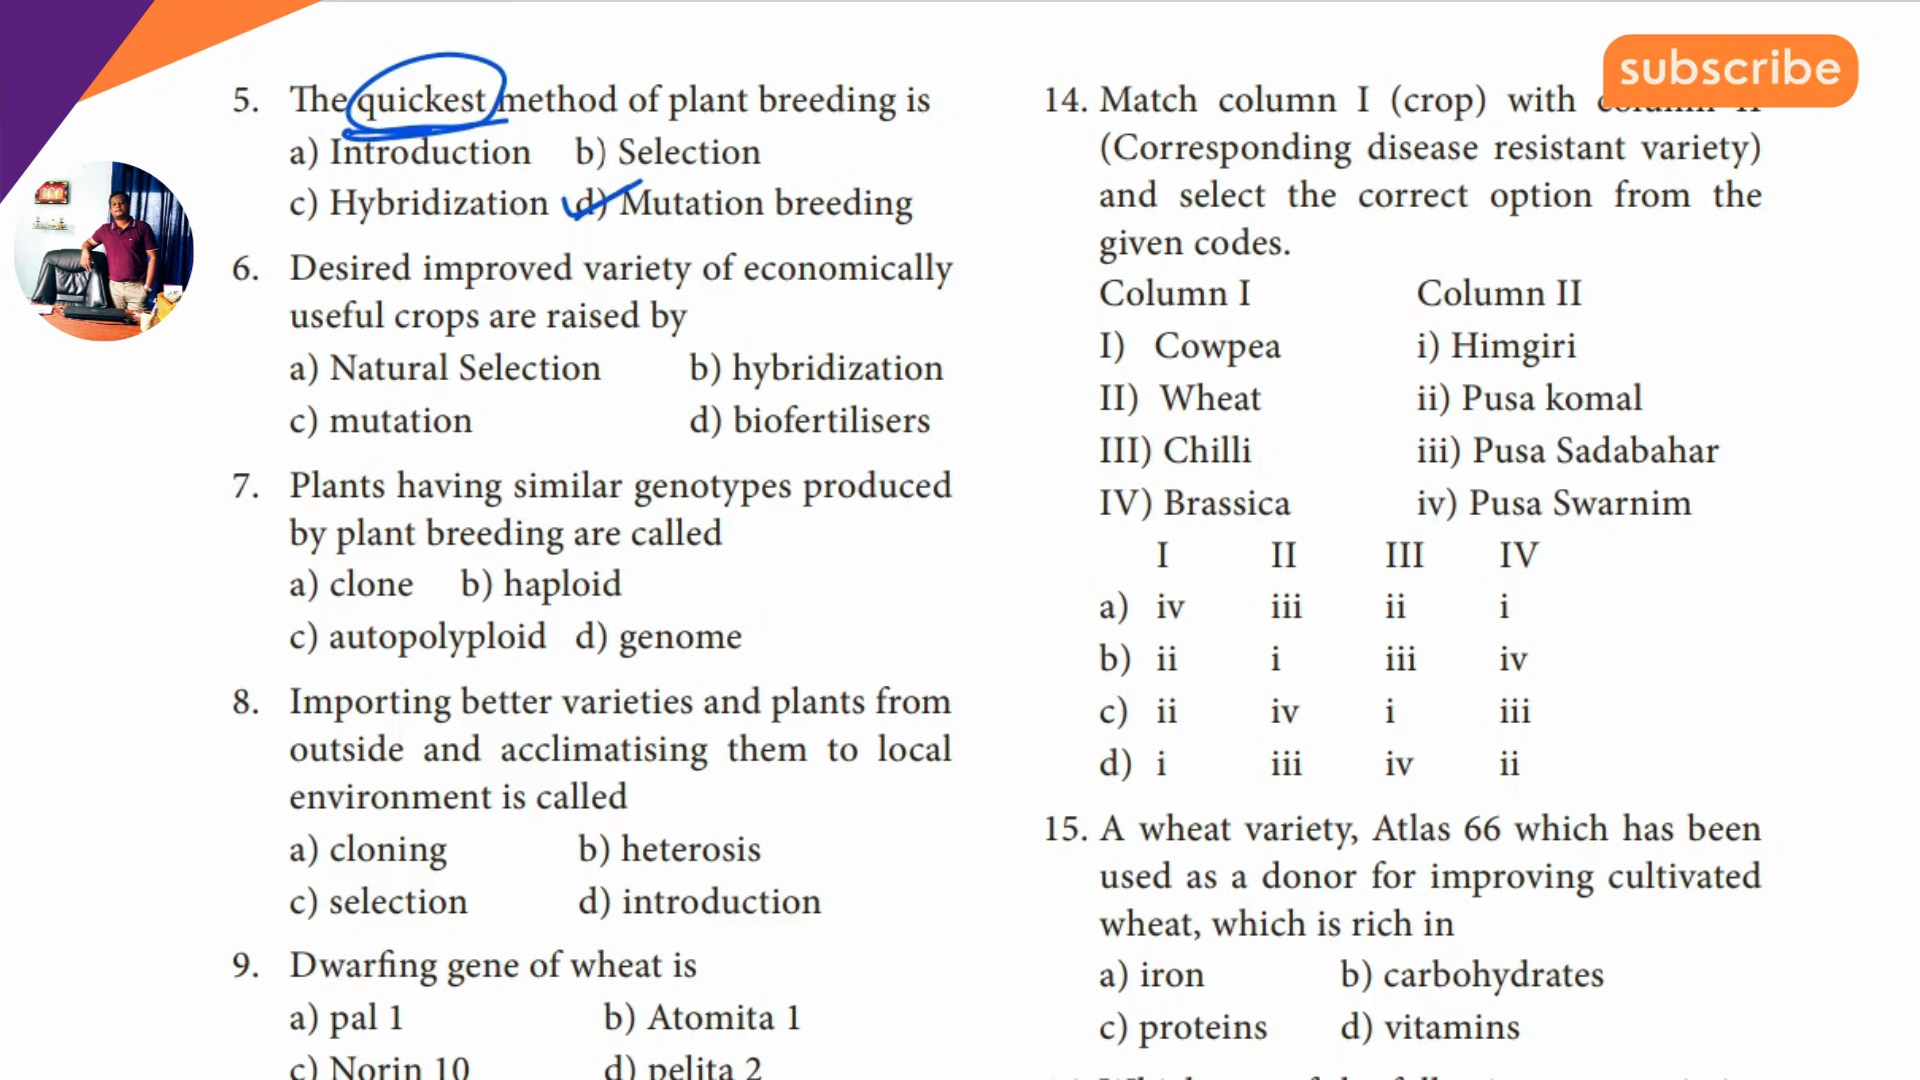 subscribe
5. The quickest method of plant breeding is
a) Introduction b) Selection
c) Hybridization d) Mutation breeding
6. Desired improved variety of economically
useful crops are raised by
a) Natural Selection b) hybridization
c) mutation d) biofertilisers
7. Plants having similar genotypes produced
by plant breeding are called
a) clone b) haploid
c) autopolyploid d) genome
8. Importing better varieties and plants from
outside and acclimatising them to local
environment is called
a) cloning b) heterosis
c) selection d) introduction
9. Dwarfing gene of wheat is
a) pal 1 b) Atomita 1
c) Norin 10 d) pelita 2
14. Match column I (crop) with column II
(Corresponding disease resistant variety)
and select the correct option from the
given codes.
Column I Column II
I) Cowpea i) Himgiri
II) Wheat ii) Pusa komal
III) Chilli iii) Pusa Sadabahar
IV) Brassica iv) Pusa Swarnim
I II III IV
a) iv iii ii i
b) ii i iii iv
c) ii iv i iii
d) i iii iv ii
15. A wheat variety, Atlas 66 which has been
used as a donor for improving cultivated
wheat, which is rich in
a) iron b) carbohydrates
c) proteins d) vitamins